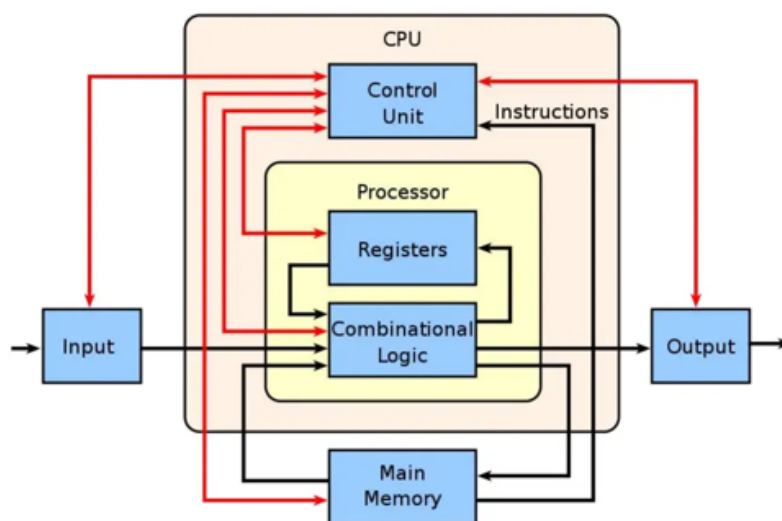 CPU
Control
Unit
Instructions
Processor
Registers
Input
Combinational
Logic
Output
Main
Memory